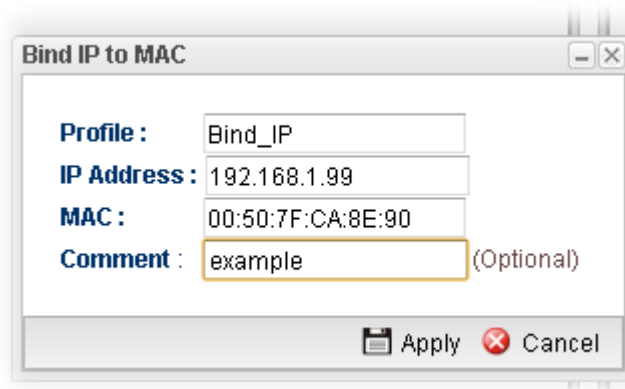 Bind IP to MAC
Profile : Bind_IP
IP Address : 192.168.1.99
MAC : 00:50:7F:CA:8E:90
Comment : example (Optional)
Apply Cancel